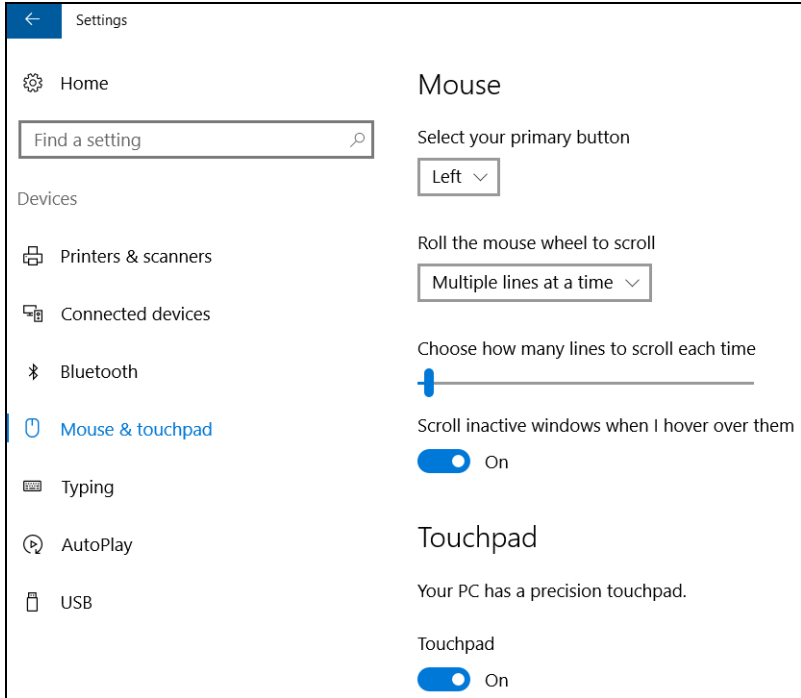 Settings
Home
Find a setting
Devices
Printers & scanners
Connected devices
Bluetooth
Mouse & touchpad
Typing
AutoPlay
USB
Mouse
Select your primary button
Left
Roll the mouse wheel to scroll
Multiple lines at a time
Choose how many lines to scroll each time
Scroll inactive windows when I hover over them
On
Touchpad
Your PC has a precision touchpad.
Touchpad
On